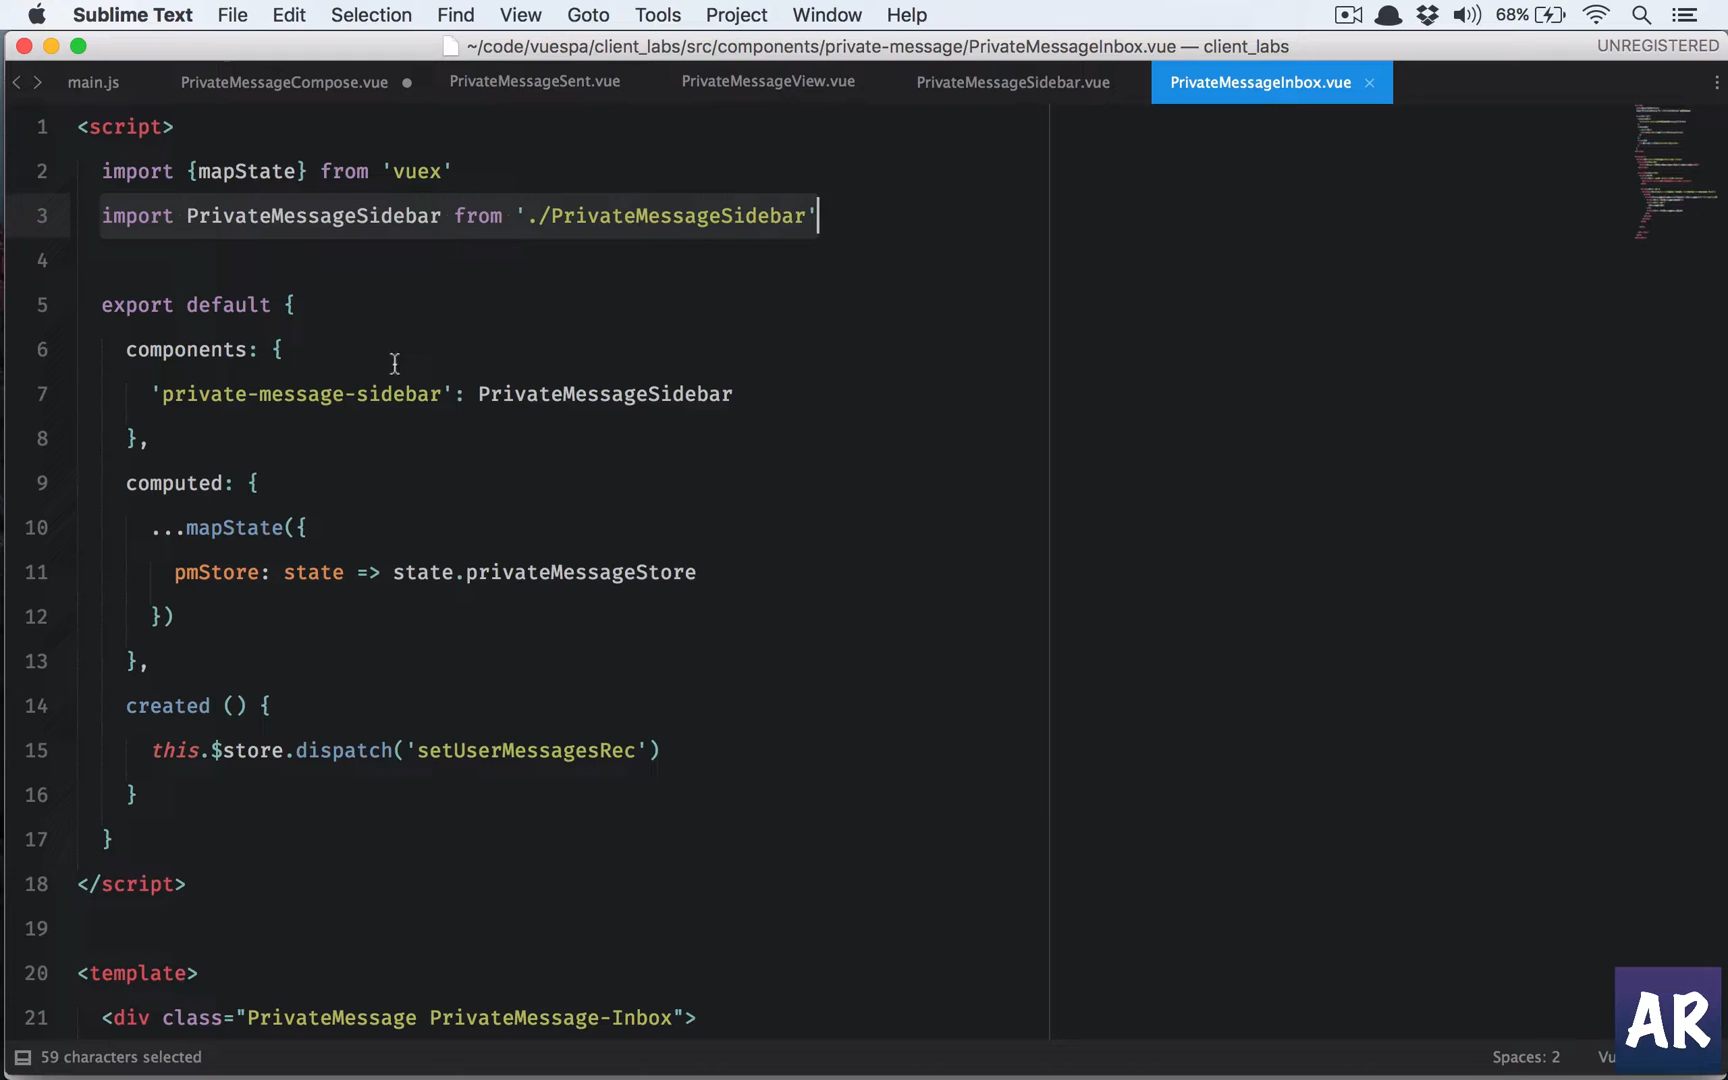 Sublime Text File Edit Selection Find View Goto Tools Project Window Help 68%
~/code/vuespa/client_labs/src/components/private-message/PrivateMessageInbox.vue — client_labs UNREGISTERED
main.js PrivateMessageCompose.vue PrivateMessageSent.vue PrivateMessageView.vue PrivateMessageSidebar.vue PrivateMessageInbox.vue ×
1 <script>
2 import {mapState} from 'vuex'
3 import PrivateMessageSidebar from './PrivateMessageSidebar'
4
5 export default {
6 components: {
7 'private-message-sidebar': PrivateMessageSidebar
8 },
9 computed: {
10 ...mapState({
11 pmStore: state => state.privateMessageStore
12 })
13 },
14 created () {
15 this.$store.dispatch('setUserMessagesRec')
16 }
17 }
18 </script>
19
20 <template>
21 <div class="PrivateMessage PrivateMessage-Inbox">
59 characters selected Spaces: 2 Vu
AR